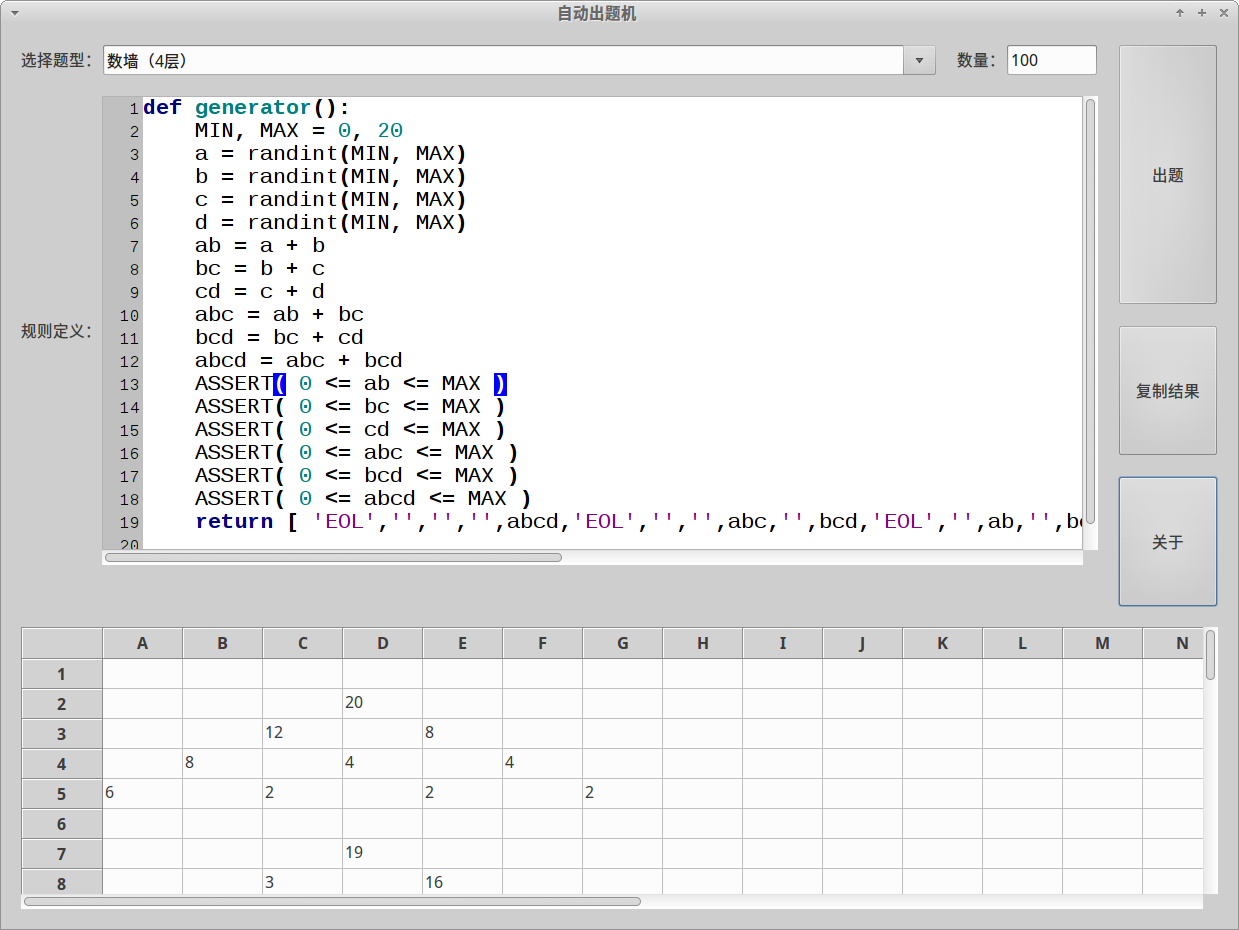 自动出题机
选择题型： 数墙（4层） 数量： 100
出题
复制结果
关于
规则定义：
1 def generator():
2     MIN, MAX = 0, 20
3     a = randint(MIN, MAX)
4     b = randint(MIN, MAX)
5     c = randint(MIN, MAX)
6     d = randint(MIN, MAX)
7     ab = a + b
8     bc = b + c
9     cd = c + d
10     abc = ab + bc
11     bcd = bc + cd
12     abcd = abc + bcd
13     ASSERT( 0 <= ab <= MAX )
14     ASSERT( 0 <= bc <= MAX )
15     ASSERT( 0 <= cd <= MAX )
16     ASSERT( 0 <= abc <= MAX )
17     ASSERT( 0 <= bcd <= MAX )
18     ASSERT( 0 <= abcd <= MAX )
19     return [ 'EOL','','','',abcd,'EOL','','',abc,'',bcd,'EOL','',ab,'',bc
20
A B C D E F G H I J K L M N
1
2 20
3 12 8
4 8 4 4
5 6 2 2 2
6
7 19
8 3 16